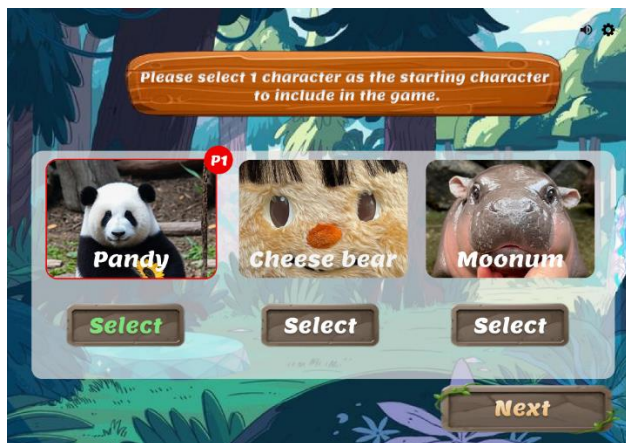 Please select 1 character as the starting character
to include in the game.
P1
Pandy
Cheese bear
Moonum
Select
Select
Select
Next